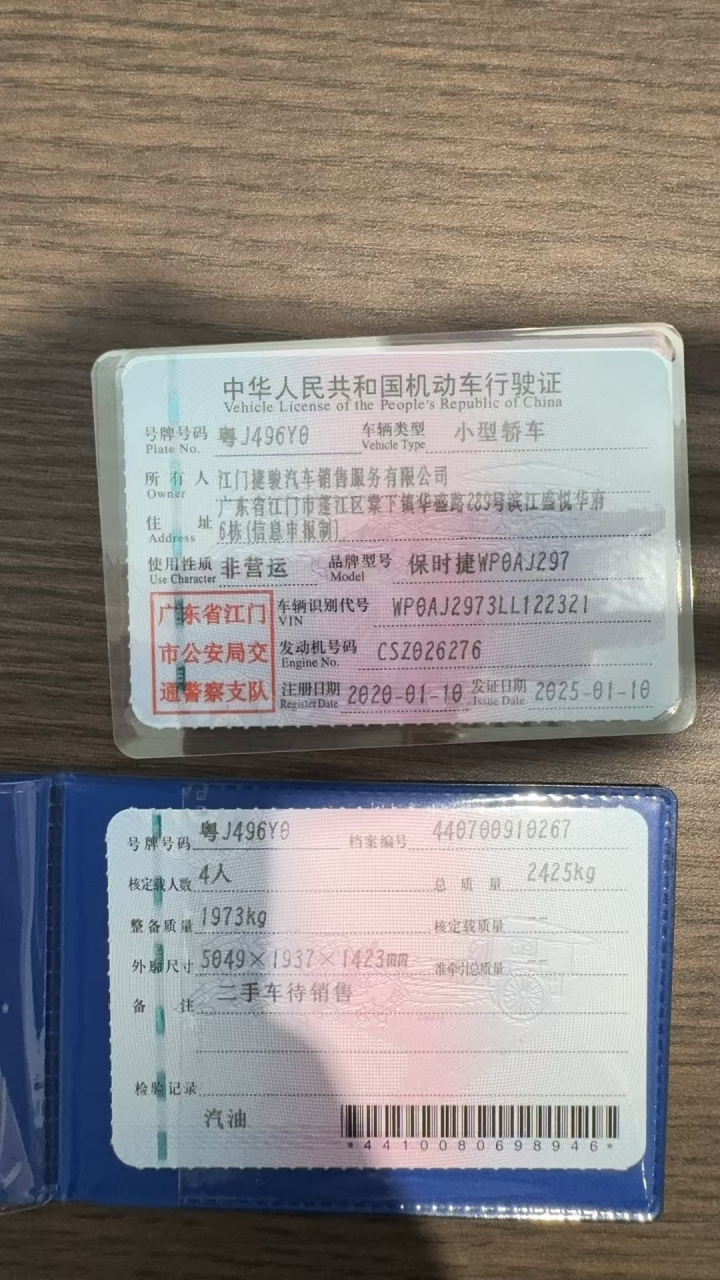 中华人民共和国机动车行驶证
Vehicle License of the People's Republic of China
号牌号码 粤J496Y0 车辆类型 小型轿车
Plate No. Vehicle Type
所有人 江门捷骏汽车销售服务有限公司
Owner
广东省江门市蓬江区棠下镇华盛路289号滨江盛悦华府
住址 6栋(信息申报制)
Address
使用性质 非营运 品牌型号 保时捷WP0AJ297
Use Character Model
广东省江门 车辆识别代号 WP0AJ2973LL122321
VIN
市公安局交 发动机号码 CSZ026276
Engine No.
通警察支队 注册日期 2020-01-10 发证日期 2025-01-10
Register Date Issue Date
号牌号码 粤J496Y0 档案编号 440700910267
核定载人数 4人 总质量 2425kg
整备质量 1973kg 核定载质量 --
外廓尺寸 5049×1937×1423mm 准牵引总质量 --
备注 二手车待销售
检验记录
汽油
*4410080698946*